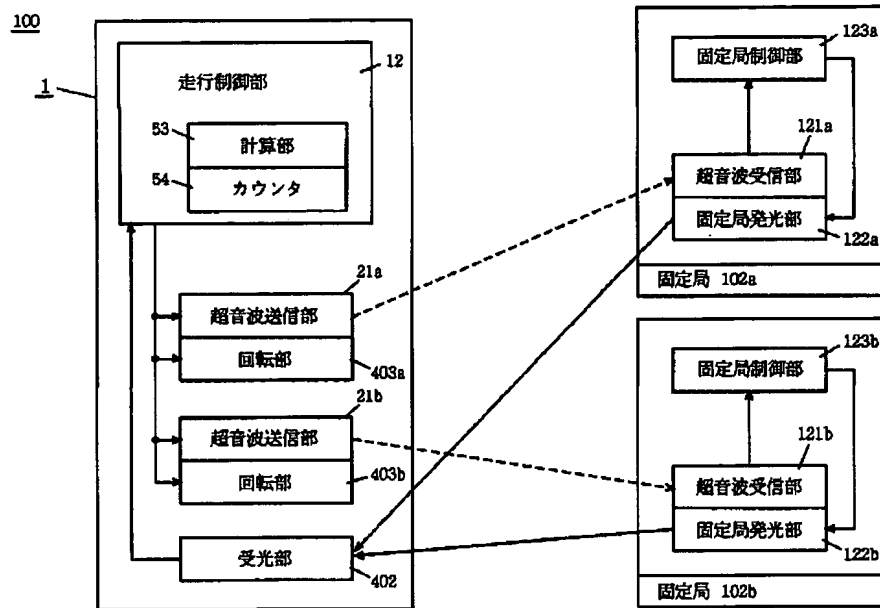 100
1
12
走行制御部
53
計算部
54
カウンタ
21a
超音波送信部
回転部
403a
21b
超音波送信部
回転部
403b
受光部
402
123a
固定局制御部
121a
超音波受信部
固定局発光部
122a
固定局 102a
123b
固定局制御部
121b
超音波受信部
固定局発光部
122b
固定局 102b